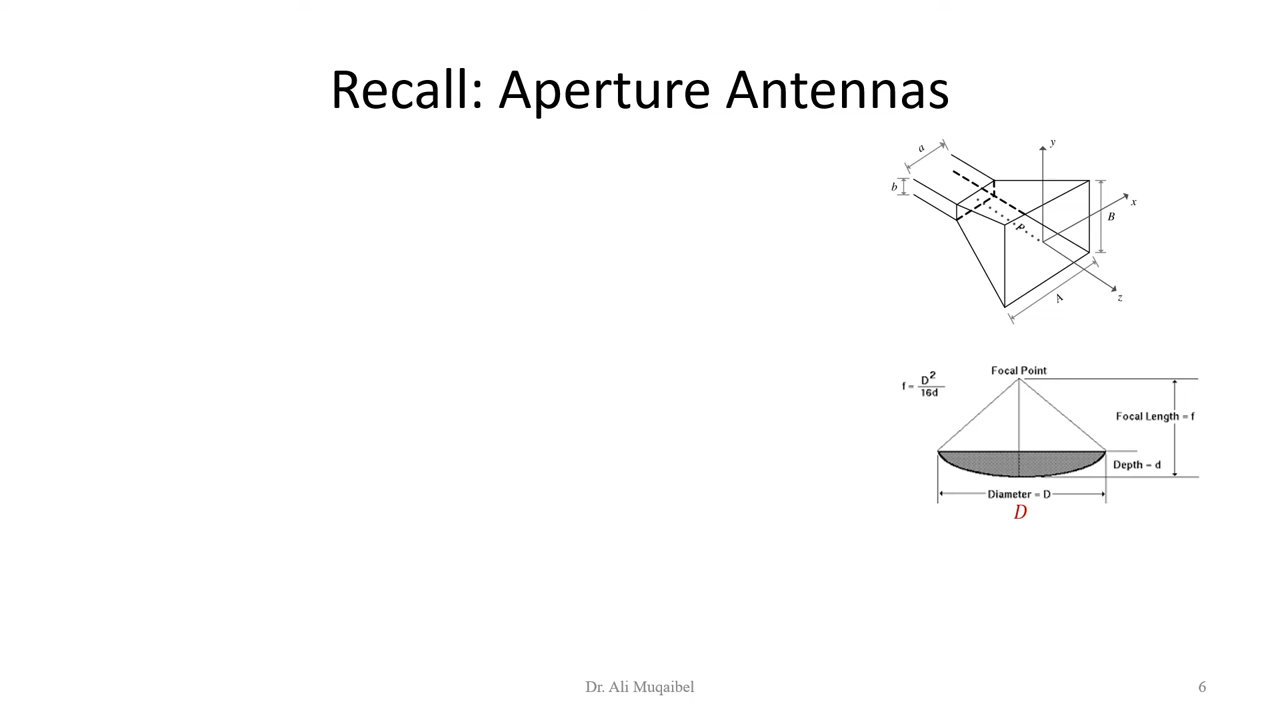 Recall: Aperture Antennas
a
y
b
x
B
P
A
z
Focal Point
f = D²/16d
Focal Length = f
Depth = d
Diameter = D
D
Dr. Ali Muqaibel
6